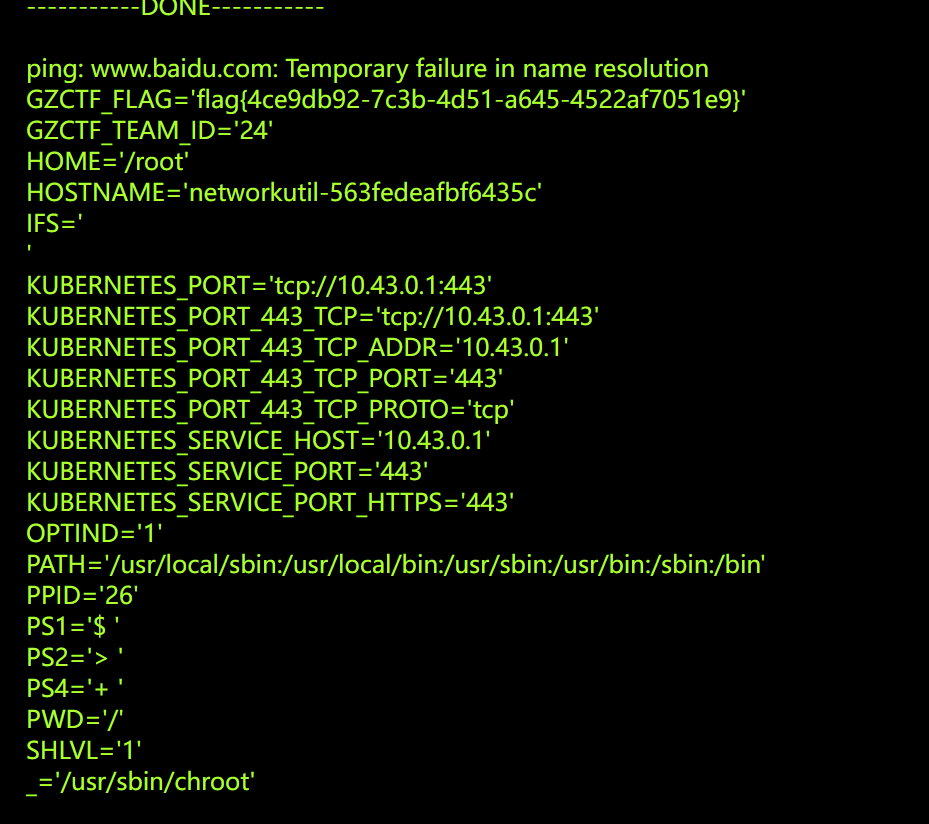 -----------DONE-----------
ping: www.baidu.com: Temporary failure in name resolution
GZCTF_FLAG='flag{4ce9db92-7c3b-4d51-a645-4522af7051e9}'
GZCTF_TEAM_ID='24'
HOME='/root'
HOSTNAME='networkutil-563fedeafbf6435c'
IFS='
'
KUBERNETES_PORT='tcp://10.43.0.1:443'
KUBERNETES_PORT_443_TCP='tcp://10.43.0.1:443'
KUBERNETES_PORT_443_TCP_ADDR='10.43.0.1'
KUBERNETES_PORT_443_TCP_PORT='443'
KUBERNETES_PORT_443_TCP_PROTO='tcp'
KUBERNETES_SERVICE_HOST='10.43.0.1'
KUBERNETES_SERVICE_PORT='443'
KUBERNETES_SERVICE_PORT_HTTPS='443'
OPTIND='1'
PATH='/usr/local/sbin:/usr/local/bin:/usr/sbin:/usr/bin:/sbin:/bin'
PPID='26'
PS1='$ '
PS2='> '
PS4='+ '
PWD='/'
SHLVL='1'
_='/usr/sbin/chroot'